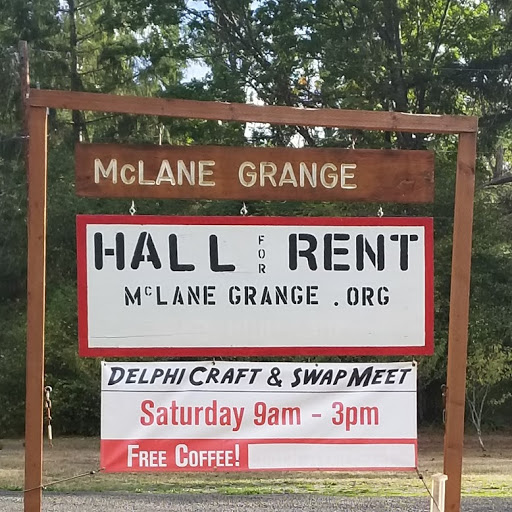 McLANE GRANGE
HALL FOR RENT
McLANE GRANGE . ORG
DELPHI CRAFT & SWAP MEET
Saturday 9am - 3pm
FREE COFFEE!